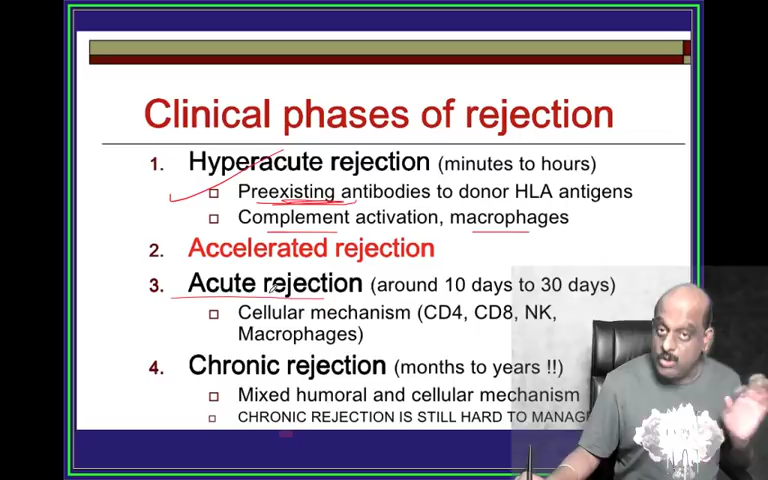 Clinical phases of rejection
1. Hyperacute rejection (minutes to hours)
Preexisting antibodies to donor HLA antigens
Complement activation, macrophages
2. Accelerated rejection
3. Acute rejection (around 10 days to 30 days)
Cellular mechanism (CD4, CD8, NK,
Macrophages)
4. Chronic rejection (months to years !!)
Mixed humoral and cellular mechanism
CHRONIC REJECTION IS STILL HARD TO MANAG